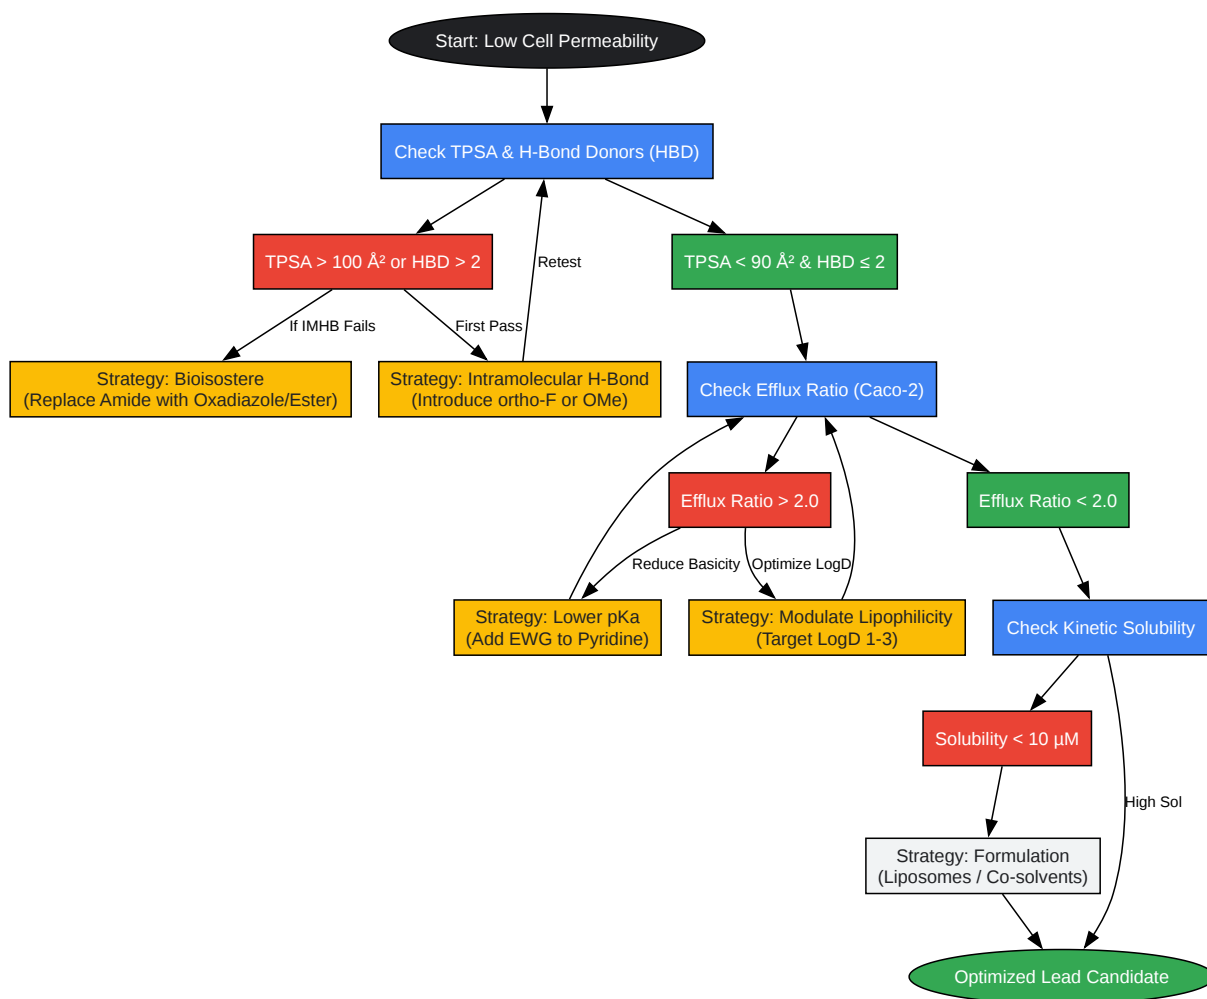 Start: Low Cell Permeability
Check TPSA & H-Bond Donors (HBD)
TPSA > 100 Å² or HBD > 2
Retest
TPSA < 90 Å² & HBD ≤ 2
If IMHB Fails
First Pass
Strategy: Bioisostere
(Replace Amide with Oxadiazole/Ester)
Strategy: Intramolecular H-Bond
(Introduce ortho-F or OMe)
Check Efflux Ratio (Caco-2)
Efflux Ratio > 2.0
Efflux Ratio < 2.0
Reduce Basicity
Optimize LogD
Strategy: Lower pKa
(Add EWG to Pyridine)
Strategy: Modulate Lipophilicity
(Target LogD 1-3)
Check Kinetic Solubility
Solubility < 10 µM
High Sol
Strategy: Formulation
(Liposomes / Co-solvents)
Optimized Lead Candidate